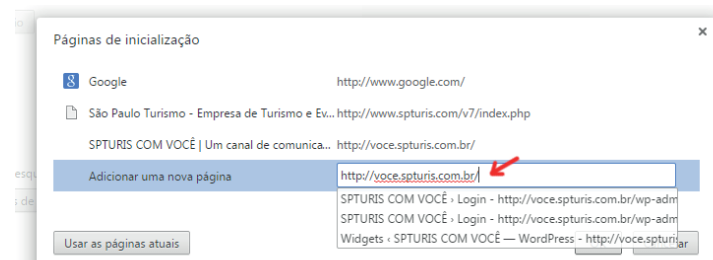 Páginas de inicialização
×
Google http://www.google.com/
São Paulo Turismo - Empresa de Turismo e Ev... http://www.spturis.com/v7/index.php
SPTURIS COM VOCÊ | Um canal de comunica... http://voce.spturis.com.br/
Adicionar uma nova página http://voce.spturis.com.br/
SPTURIS COM VOCÊ › Login - http://voce.spturis.com.br/wp-adm
SPTURIS COM VOCÊ › Login - http://voce.spturis.com.br/wp-adm
Widgets ‹ SPTURIS COM VOCÊ — WordPress - http://voce.spturis
Usar as páginas atuais